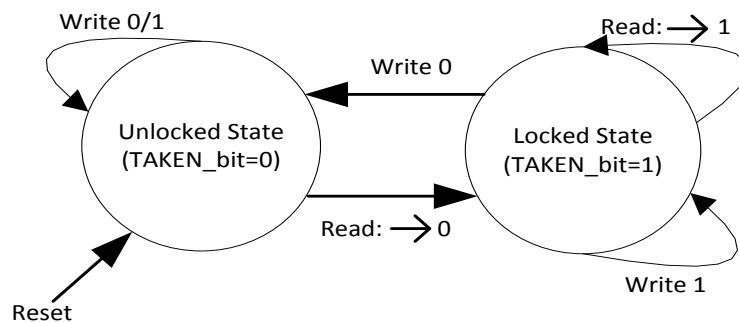 Write 0/1
Read: → 1
Write 0
Unlocked State
(TAKEN_bit=0)
Locked State
(TAKEN_bit=1)
Read: → 0
Write 1
Reset